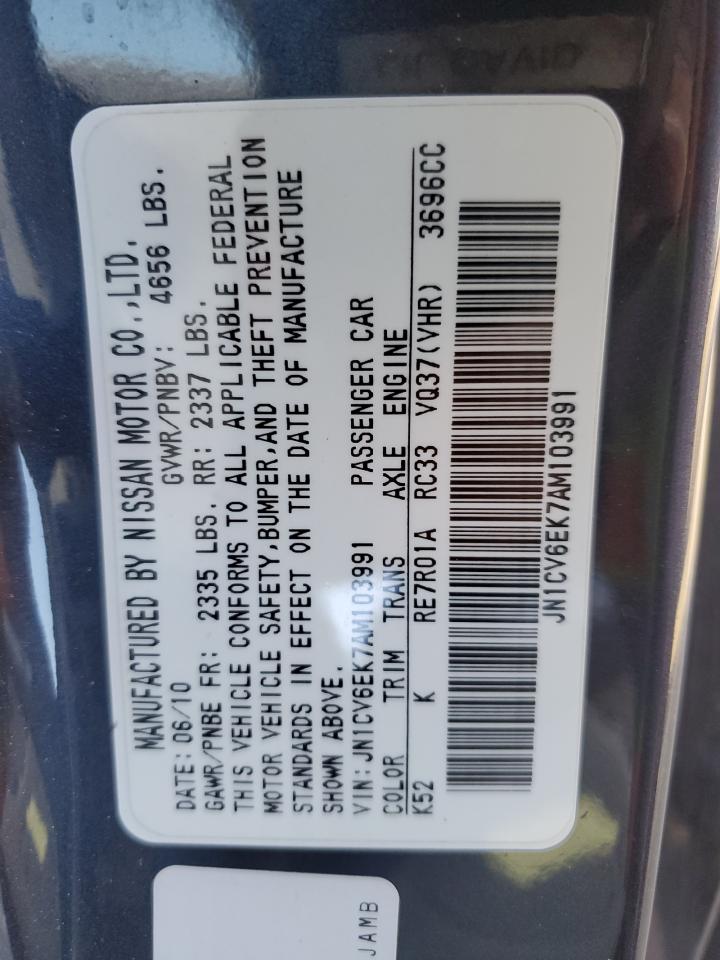 MANUFACTURED BY NISSAN MOTOR CO.,LTD.
DATE: 06/10 GVWR/PNBV: 4656 LBS.
GAWR/PNBE FR: 2335 LBS. RR: 2337 LBS.
THIS VEHICLE CONFORMS TO ALL APPLICABLE FEDERAL
MOTOR VEHICLE SAFETY,BUMPER,AND THEFT PREVENTION
STANDARDS IN EFFECT ON THE DATE OF MANUFACTURE
SHOWN ABOVE.
VIN:JN1CV6EK7AM103991 PASSENGER CAR
COLOR TRIM TRANS AXLE ENGINE
K52 K RE7R01A RC33 VQ37(VHR) 3696CC
JN1CV6EK7AM103991
JAMB